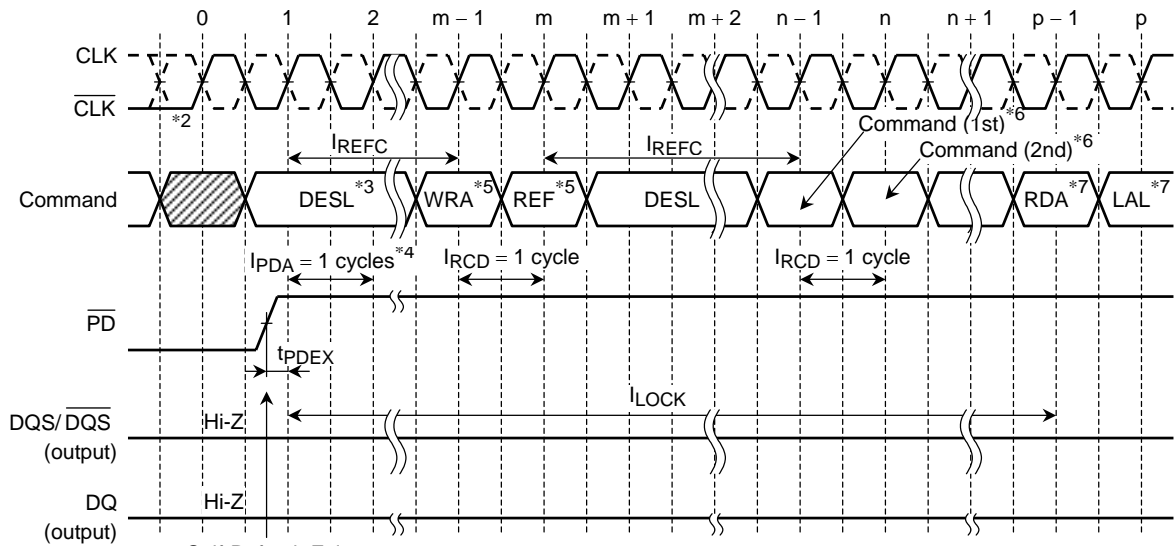 0 1 2 m − 1 m m + 1 m + 2 n − 1 n n + 1 p − 1 p
CLK
CLK
*2
Command (1st)*6
IREFC IREFC
Command (2nd)*6
Command DESL*3 WRA*5 REF*5 DESL RDA*7 LAL*7
IPDA = 1 cycles*4 IRCD = 1 cycle IRCD = 1 cycle
PD
tPDEX
ILOCK
DQS/DQS Hi-Z
(output)
DQ Hi-Z
(output)